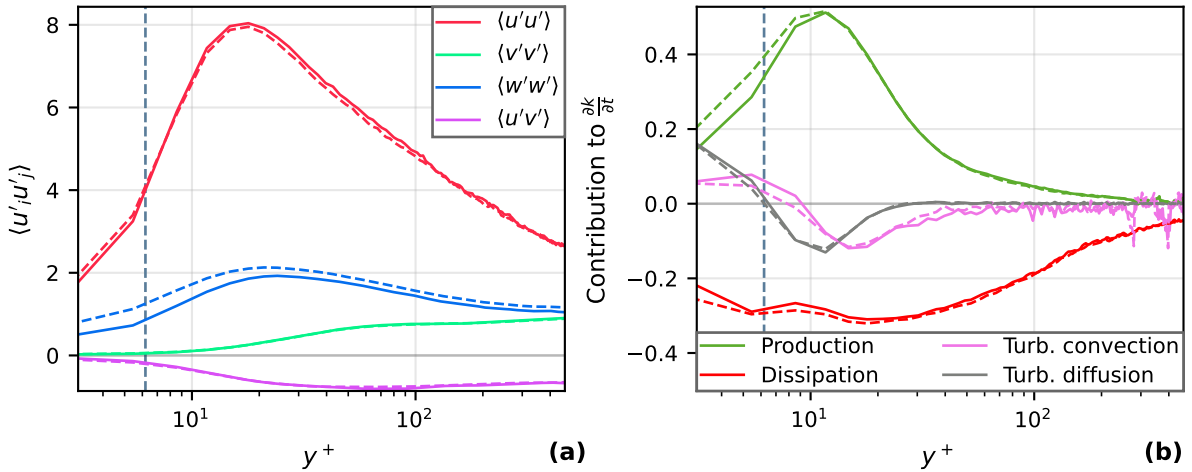 8
6
4
2
0
⟨u'ᵢu'ⱼ⟩
10¹
10²
y⁺
(a)
⟨u'u'⟩
⟨v'v'⟩
⟨w'w'⟩
⟨u'v'⟩
0.4
0.2
0.0
−0.2
−0.4
Contribution to ∂k/∂t
Production
Dissipation
Turb. convection
Turb. diffusion
10¹
10²
y⁺
(b)